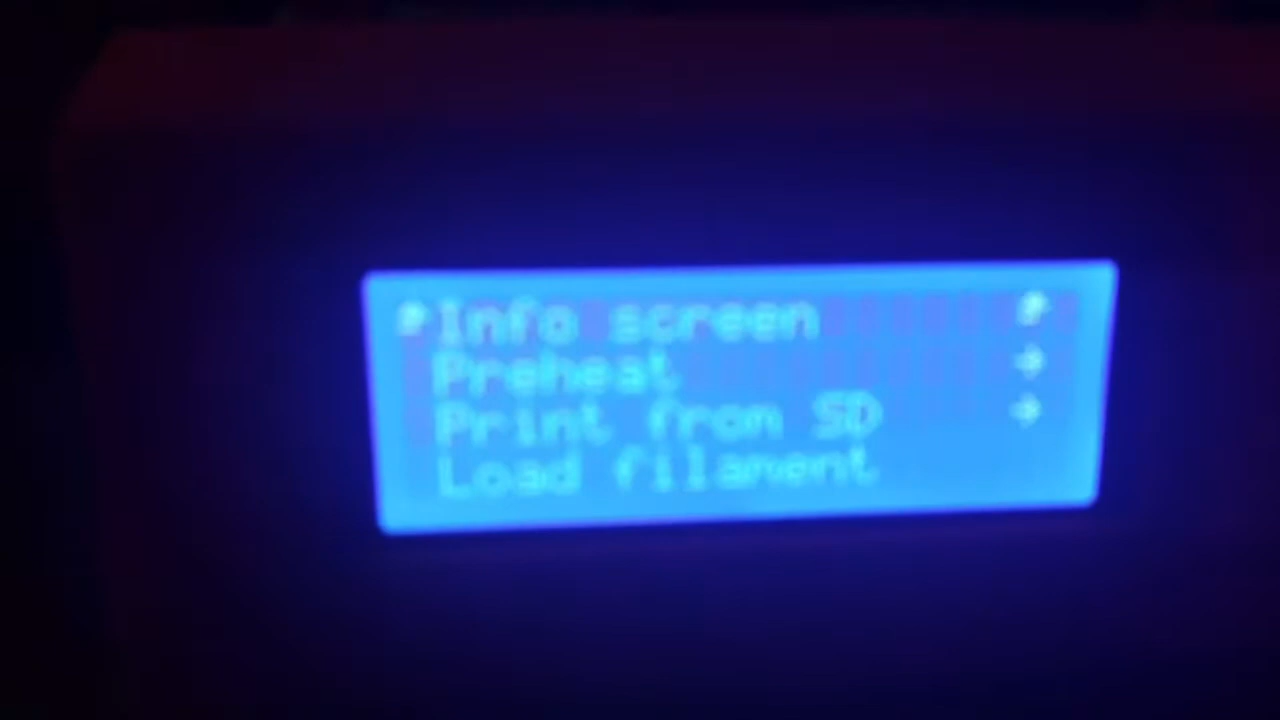 Info screen
Preheat →
Print from SD →
Load filament